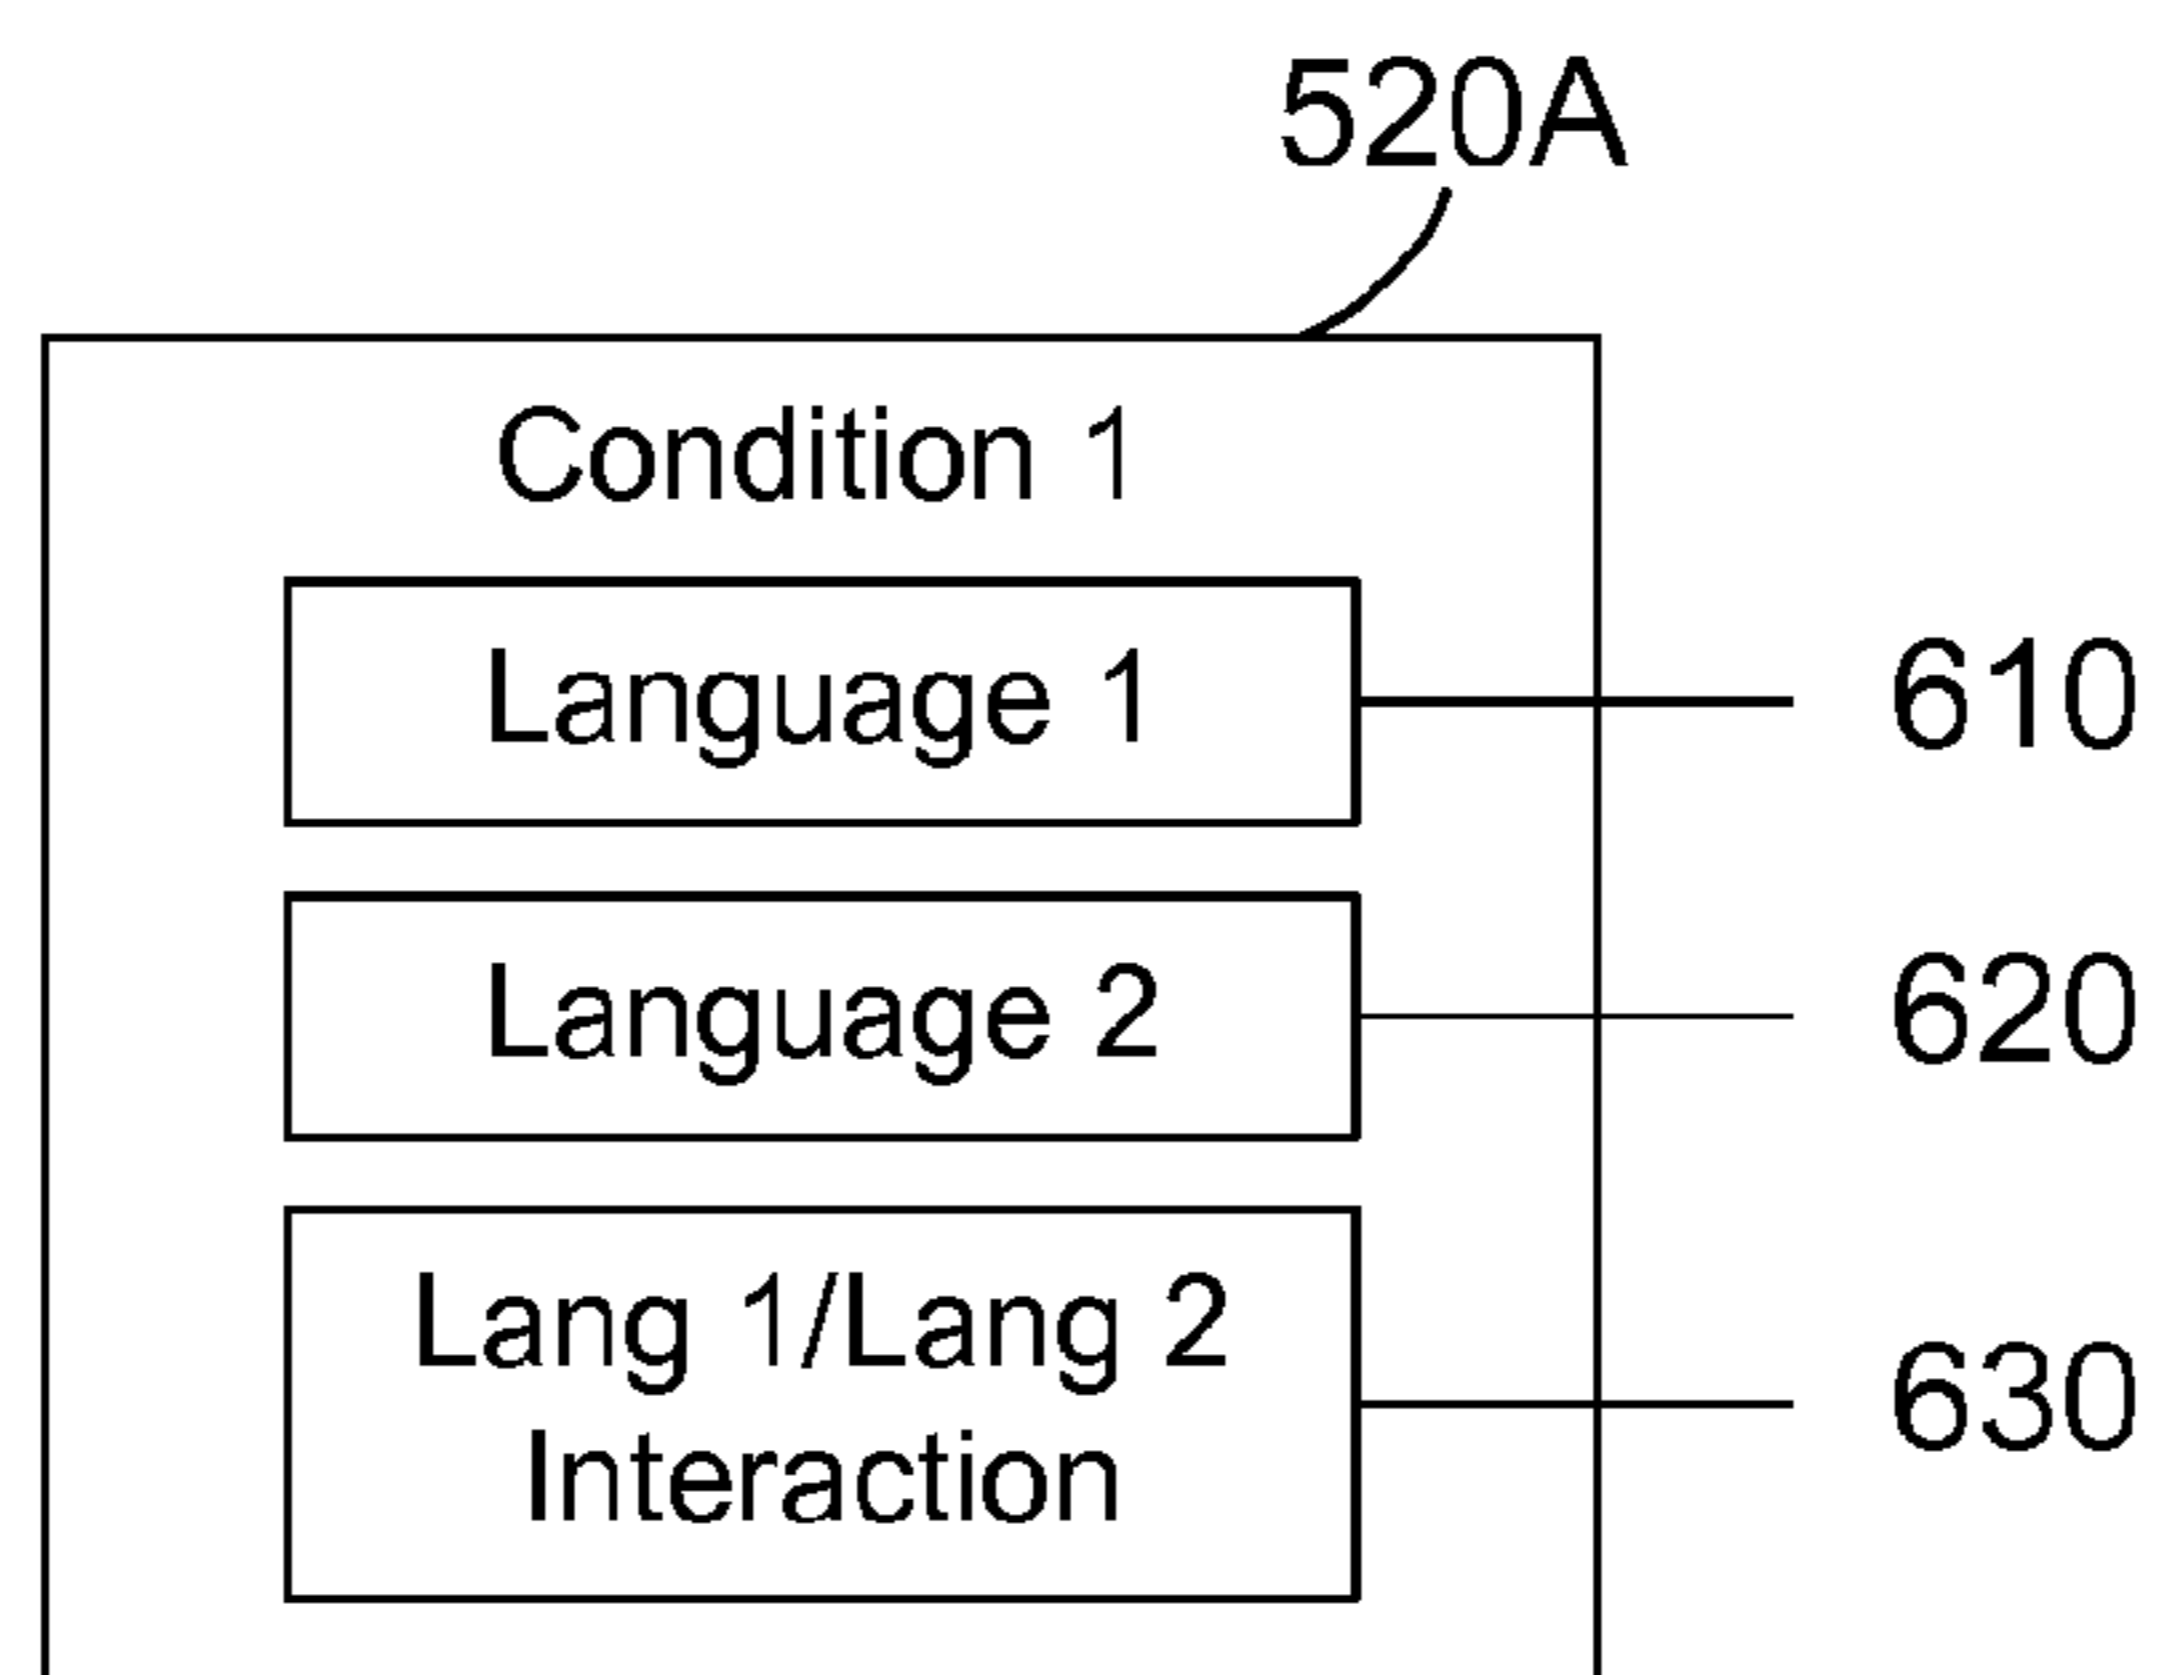 520A
Condition 1
Language 1
610
Language 2
620
Lang 1/Lang 2
Interaction
630